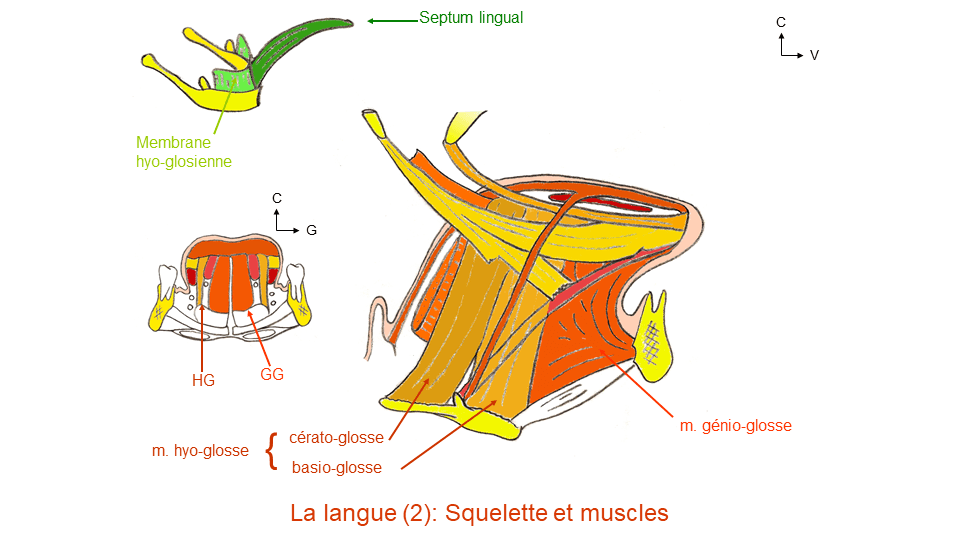 Septum lingual
C
V
Membrane
hyo-glosienne
C
G
HG
GG
m. génio-glosse
m. hyo-glosse
{
cérato-glosse
basio-glosse
La langue (2): Squelette et muscles